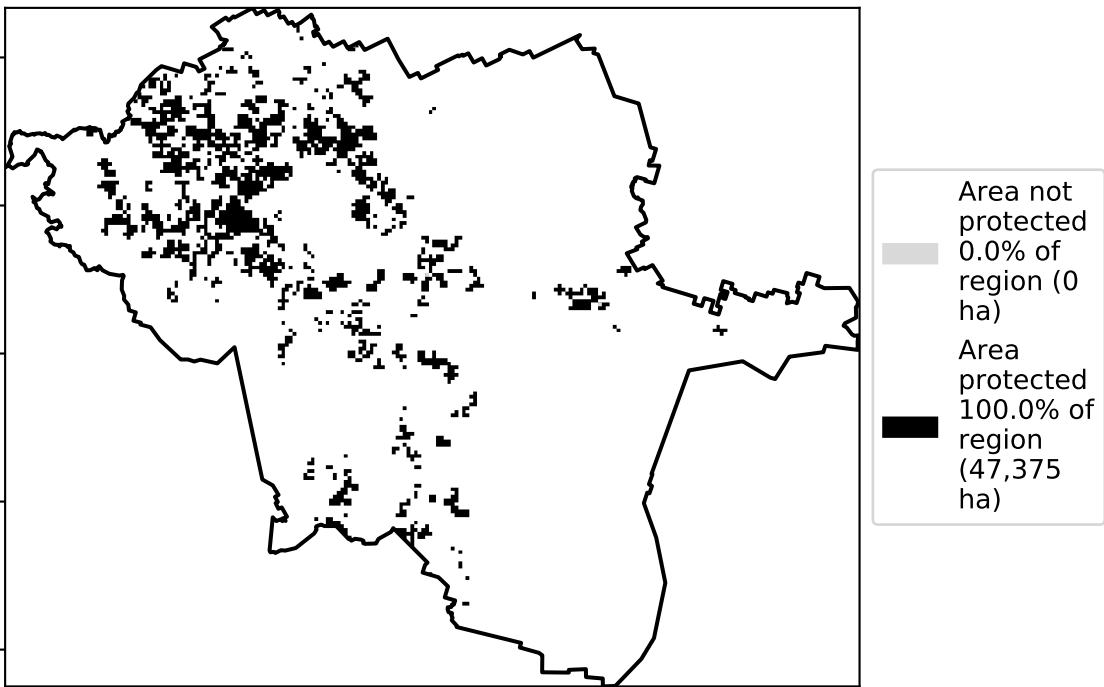 Area not
protected
0.0% of
region (0
ha)
Area
protected
100.0% of
region
(47,375
ha)